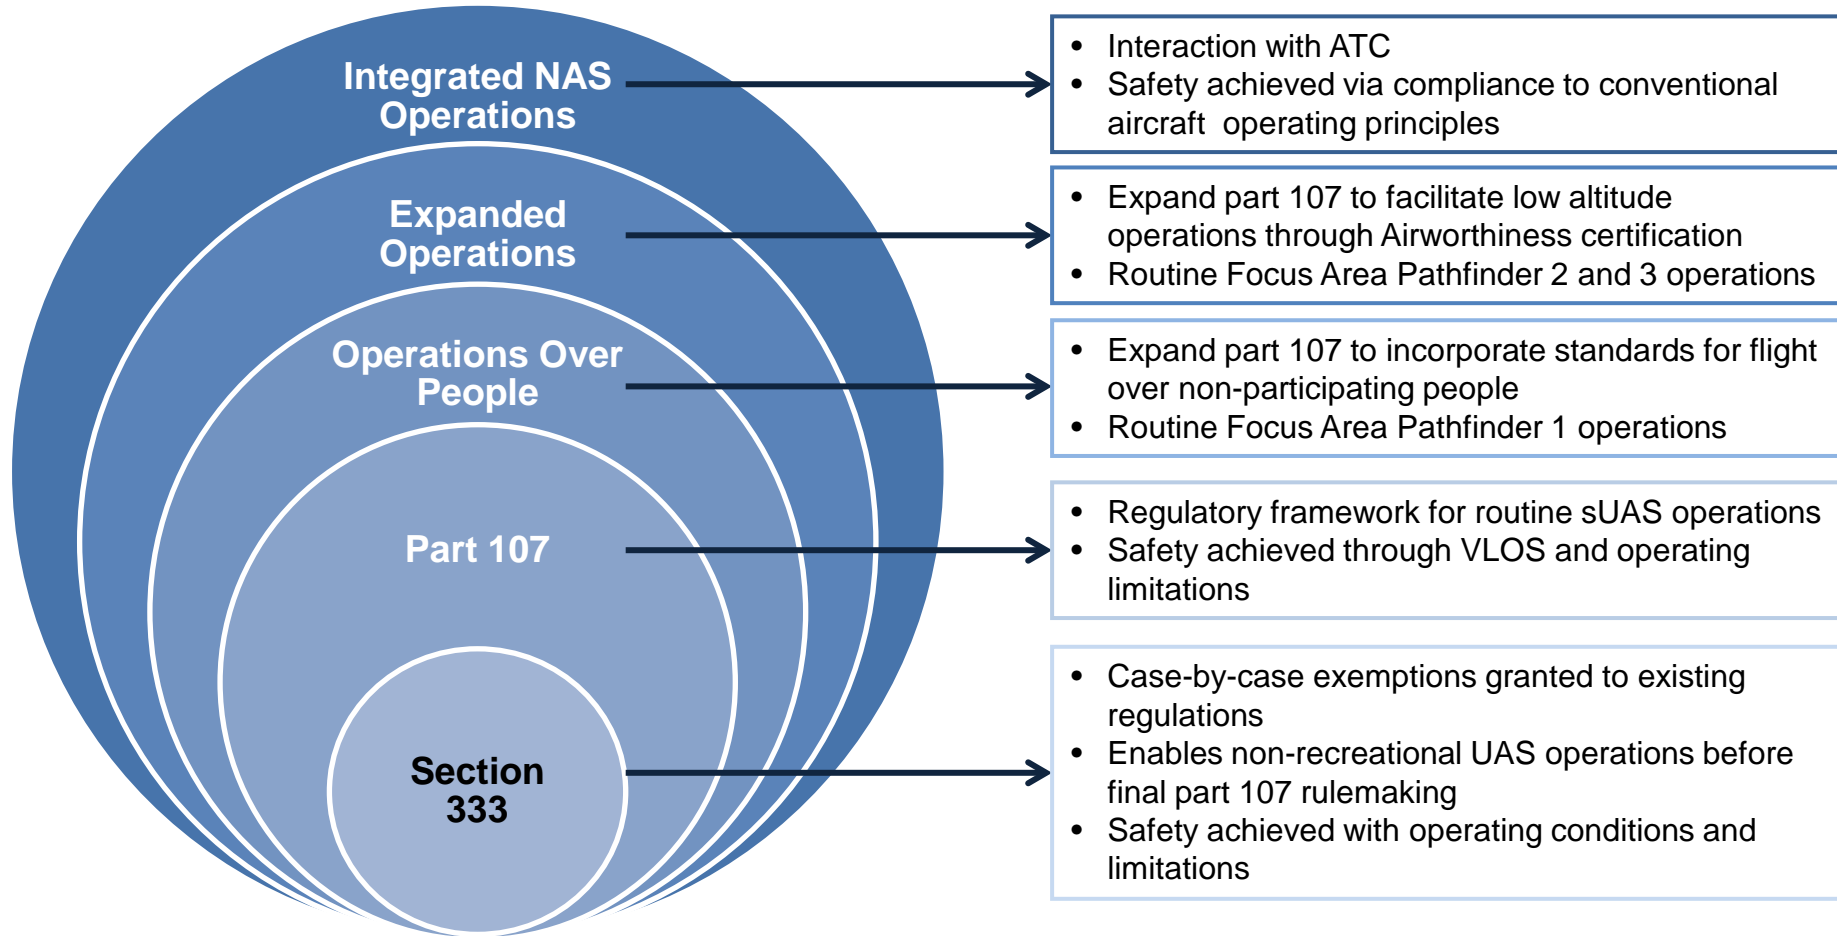 Integrated NAS
Operations
• Interaction with ATC
• Safety achieved via compliance to conventional
aircraft operating principles
Expanded
Operations
• Expand part 107 to facilitate low altitude
operations through Airworthiness certification
• Routine Focus Area Pathfinder 2 and 3 operations
Operations Over
People
• Expand part 107 to incorporate standards for flight
over non-participating people
• Routine Focus Area Pathfinder 1 operations
Part 107
• Regulatory framework for routine sUAS operations
• Safety achieved through VLOS and operating
limitations
Section
333
• Case-by-case exemptions granted to existing
regulations
• Enables non-recreational UAS operations before
final part 107 rulemaking
• Safety achieved with operating conditions and
limitations